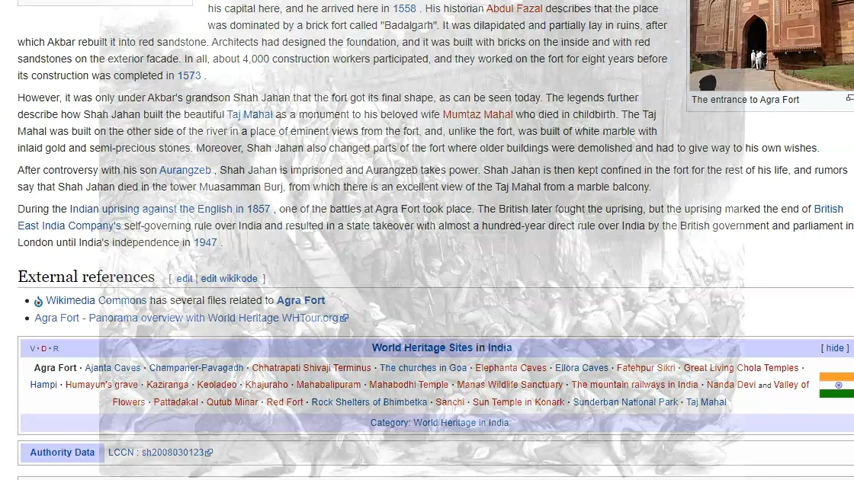 his capital here, and he arrived here in 1558 . His historian Abdul Fazal describes that the place
was dominated by a brick fort called "Badalgarh". It was dilapidated and partially lay in ruins, after
which Akbar rebuilt it into red sandstone. Architects had designed the foundation, and it was built with bricks on the inside and with red
sandstones on the exterior facade. In all, about 4,000 construction workers participated, and they worked on the fort for eight years before
its construction was completed in 1573 .
The entrance to Agra Fort
However, it was only under Akbar's grandson Shah Jahan that the fort got its final shape, as can be seen today. The legends further
describe how Shah Jahan built the beautiful Taj Mahal as a monument to his beloved wife Mumtaz Mahal who died in childbirth. The Taj
Mahal was built on the other side of the river in a place of eminent views from the fort, and, unlike the fort, was built of white marble with
inlaid gold and semi-precious stones. Moreover, Shah Jahan also changed parts of the fort where older buildings were demolished and had to give way to his own wishes.
After controversy with his son Aurangzeb , Shah Jahan is imprisoned and Aurangzeb takes power. Shah Jahan is then kept confined in the fort for the rest of his life, and rumors
say that Shah Jahan died in the tower Muasamman Burj, from which there is an excellent view of the Taj Mahal from a marble balcony.
During the Indian uprising against the English in 1857 , one of the battles at Agra Fort took place. The British later fought the uprising, but the uprising marked the end of British
East India Company's self-governing rule over India and resulted in a state takeover with almost a hundred-year direct rule over India by the British government and parliament in
London until India's independence in 1947 .
External references [ edit | edit wikode ]
• Wikimedia Commons has several files related to Agra Fort
• Agra Fort - Panorama overview with World Heritage WHTour.org
V • D • R World Heritage Sites in India [ hide ]
Agra Fort · Ajanta Caves · Champaner-Pavagadh · Chhatrapati Shivaji Terminus · The churches in Goa · Elephanta Caves · Ellora Caves · Fatehpur Sikri · Great Living Chola Temples ·
Hampi · Humayun's grave · Kaziranga · Keoladeo · Khajuraho · Mahabalipuram · Mahabodhi Temple · Manas Wildlife Sanctuary · The mountain railways in India · Nanda Devi and Valley of
Flowers · Pattadakal · Qutub Minar · Red Fort · Rock Shelters of Bhimbetka · Sanchi · Sun Temple in Konark · Sunderban National Park · Taj Mahal
Category: World Heritage in India
Authority Data LCCN : sh2008030123